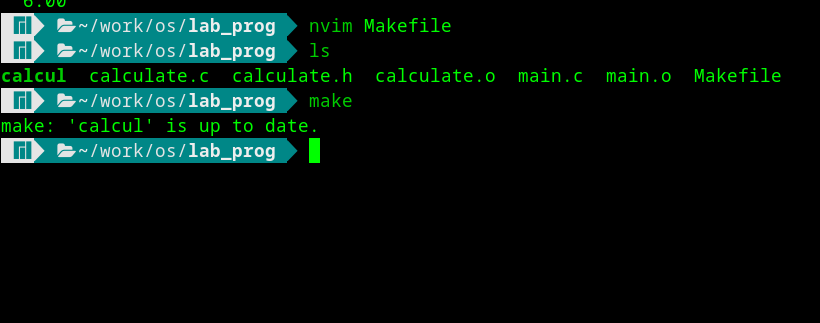 6.00
~/work/os/lab_prog nvim Makefile
~/work/os/lab_prog ls
calcul calculate.c calculate.h calculate.o main.c main.o Makefile
~/work/os/lab_prog make
make: 'calcul' is up to date.
~/work/os/lab_prog